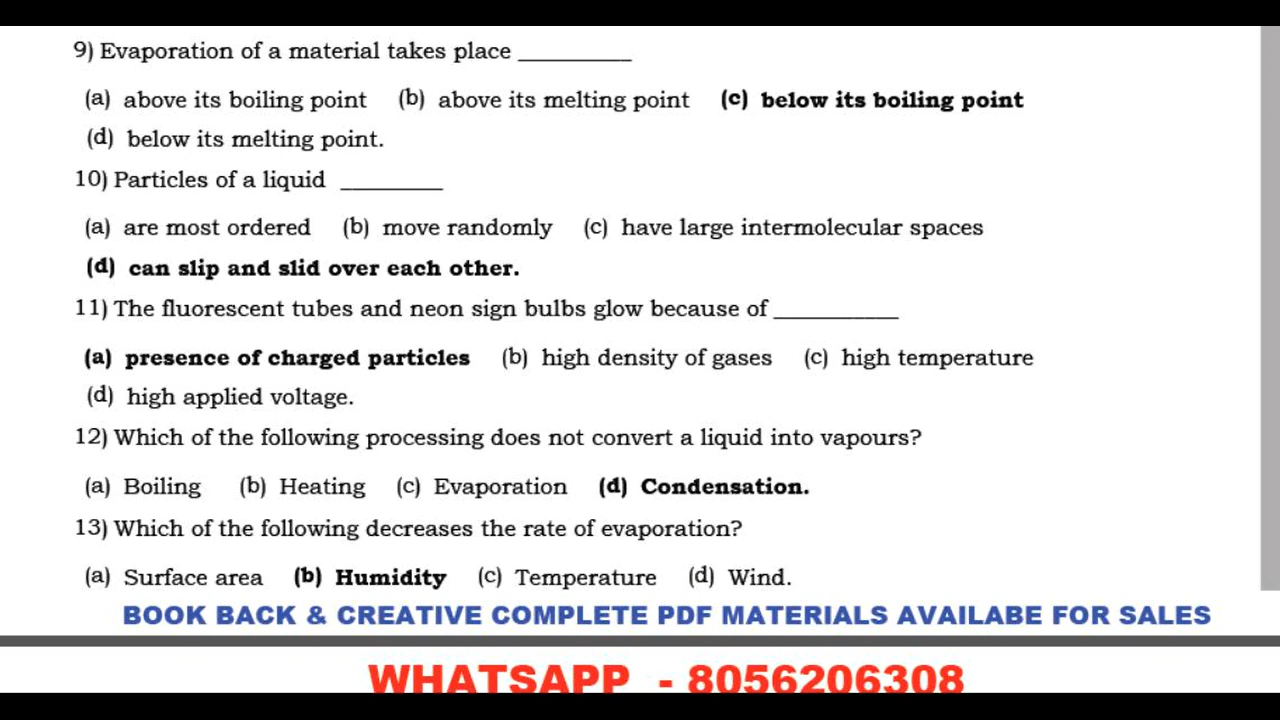 9) Evaporation of a material takes place _________
(a) above its boiling point (b) above its melting point (c) below its boiling point
(d) below its melting point.
10) Particles of a liquid ________
(a) are most ordered (b) move randomly (c) have large intermolecular spaces
(d) can slip and slid over each other.
11) The fluorescent tubes and neon sign bulbs glow because of __________
(a) presence of charged particles (b) high density of gases (c) high temperature
(d) high applied voltage.
12) Which of the following processing does not convert a liquid into vapours?
(a) Boiling (b) Heating (c) Evaporation (d) Condensation.
13) Which of the following decreases the rate of evaporation?
(a) Surface area (b) Humidity (c) Temperature (d) Wind.
BOOK BACK & CREATIVE COMPLETE PDF MATERIALS AVAILABE FOR SALES
WHATSAPP - 8056206308